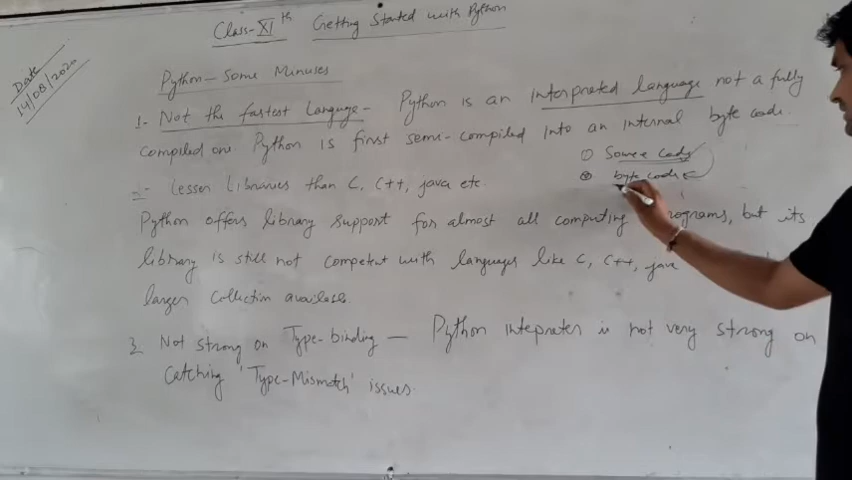 Class-XIth Getting Started with Python
Date
14/08/2020
Python - Some Minuses
1- Not the fastest Languge - Python is an interpreted language not a fully
compiled one. Python is first semi-compiled into an internal byte code.
① Source Code
② byte code
2- Lesser Libraries than C, C++, java etc.
Python offers library support for almost all computing programs, but its
library is still not competent with languages like C, C++, java
larger collection available.
3 Not strong on Type-binding — Python interpreter is not very strong on
Catching 'Type-Mismatch' issues.